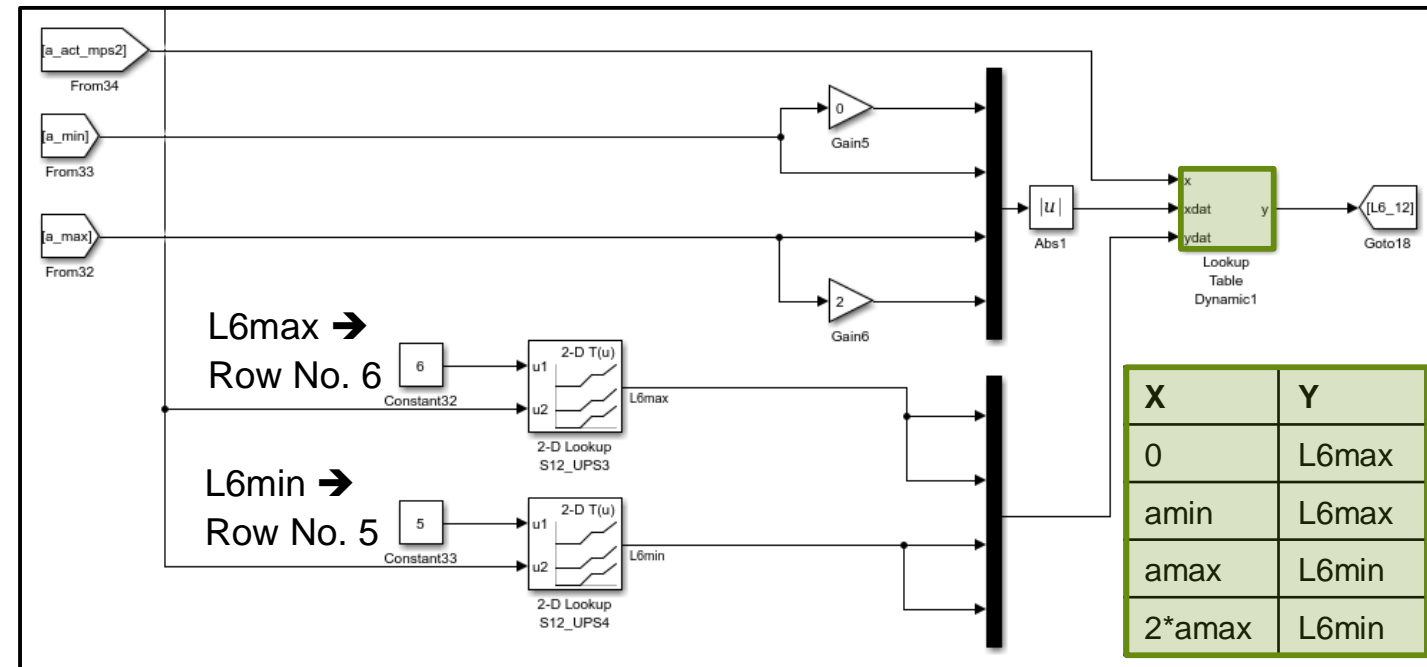 [a_act_mps2]
From34
[a_min]
From33
[a_max]
From32
0
Gain5
2
Gain6
|u|
Abs1
x
xdat
ydat
y
Lookup
Table
Dynamic1
[L6_12]
Goto18
L6max ➔
Row No. 6
6
Constant32
2-D T(u)
u1
u2
2-D Lookup
S12_UPS3
L6max
L6min ➔
Row No. 5
5
Constant33
2-D T(u)
u1
u2
2-D Lookup
S12_UPS4
L6min
X Y
0 L6max
amin L6max
amax L6min
2*amax L6min